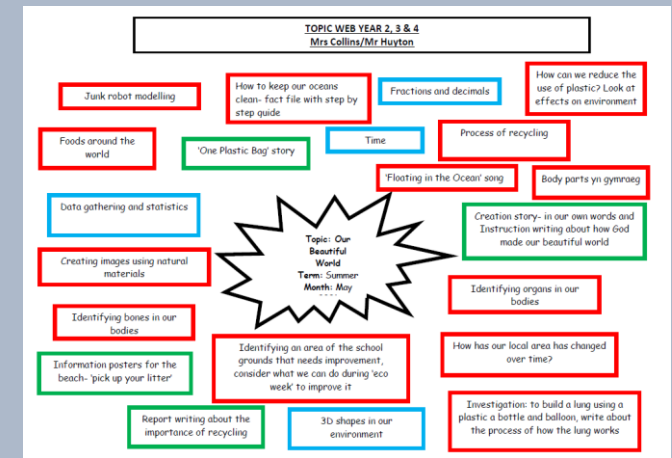 TOPIC WEB YEAR 2, 3 & 4
Mrs Collins/Mr Huyton
Junk robot modelling
How to keep our oceans
clean- fact file with step by
step guide
Fractions and decimals
How can we reduce the
use of plastic? Look at
effects on environment
Foods around the
world
'One Plastic Bag' story
Time
Process of recycling
'Floating in the Ocean' song
Body parts yn gymraeg
Data gathering and statistics
Creation story- in our own words and
Instruction writing about how God
made our beautiful world
Topic: Our
Beautiful
World
Term: Summer
Month: May
Creating images using natural
materials
Identifying organs in our
bodies
Identifying bones in our
bodies
Identifying an area of the school
grounds that needs improvement,
consider what we can do during 'eco
week' to improve it
How has our local area has changed
over time?
Information posters for the
beach- 'pick up your litter'
Report writing about the
importance of recycling
3D shapes in our
environment
Investigation: to build a lung using a
plastic a bottle and balloon, write about
the process of how the lung works